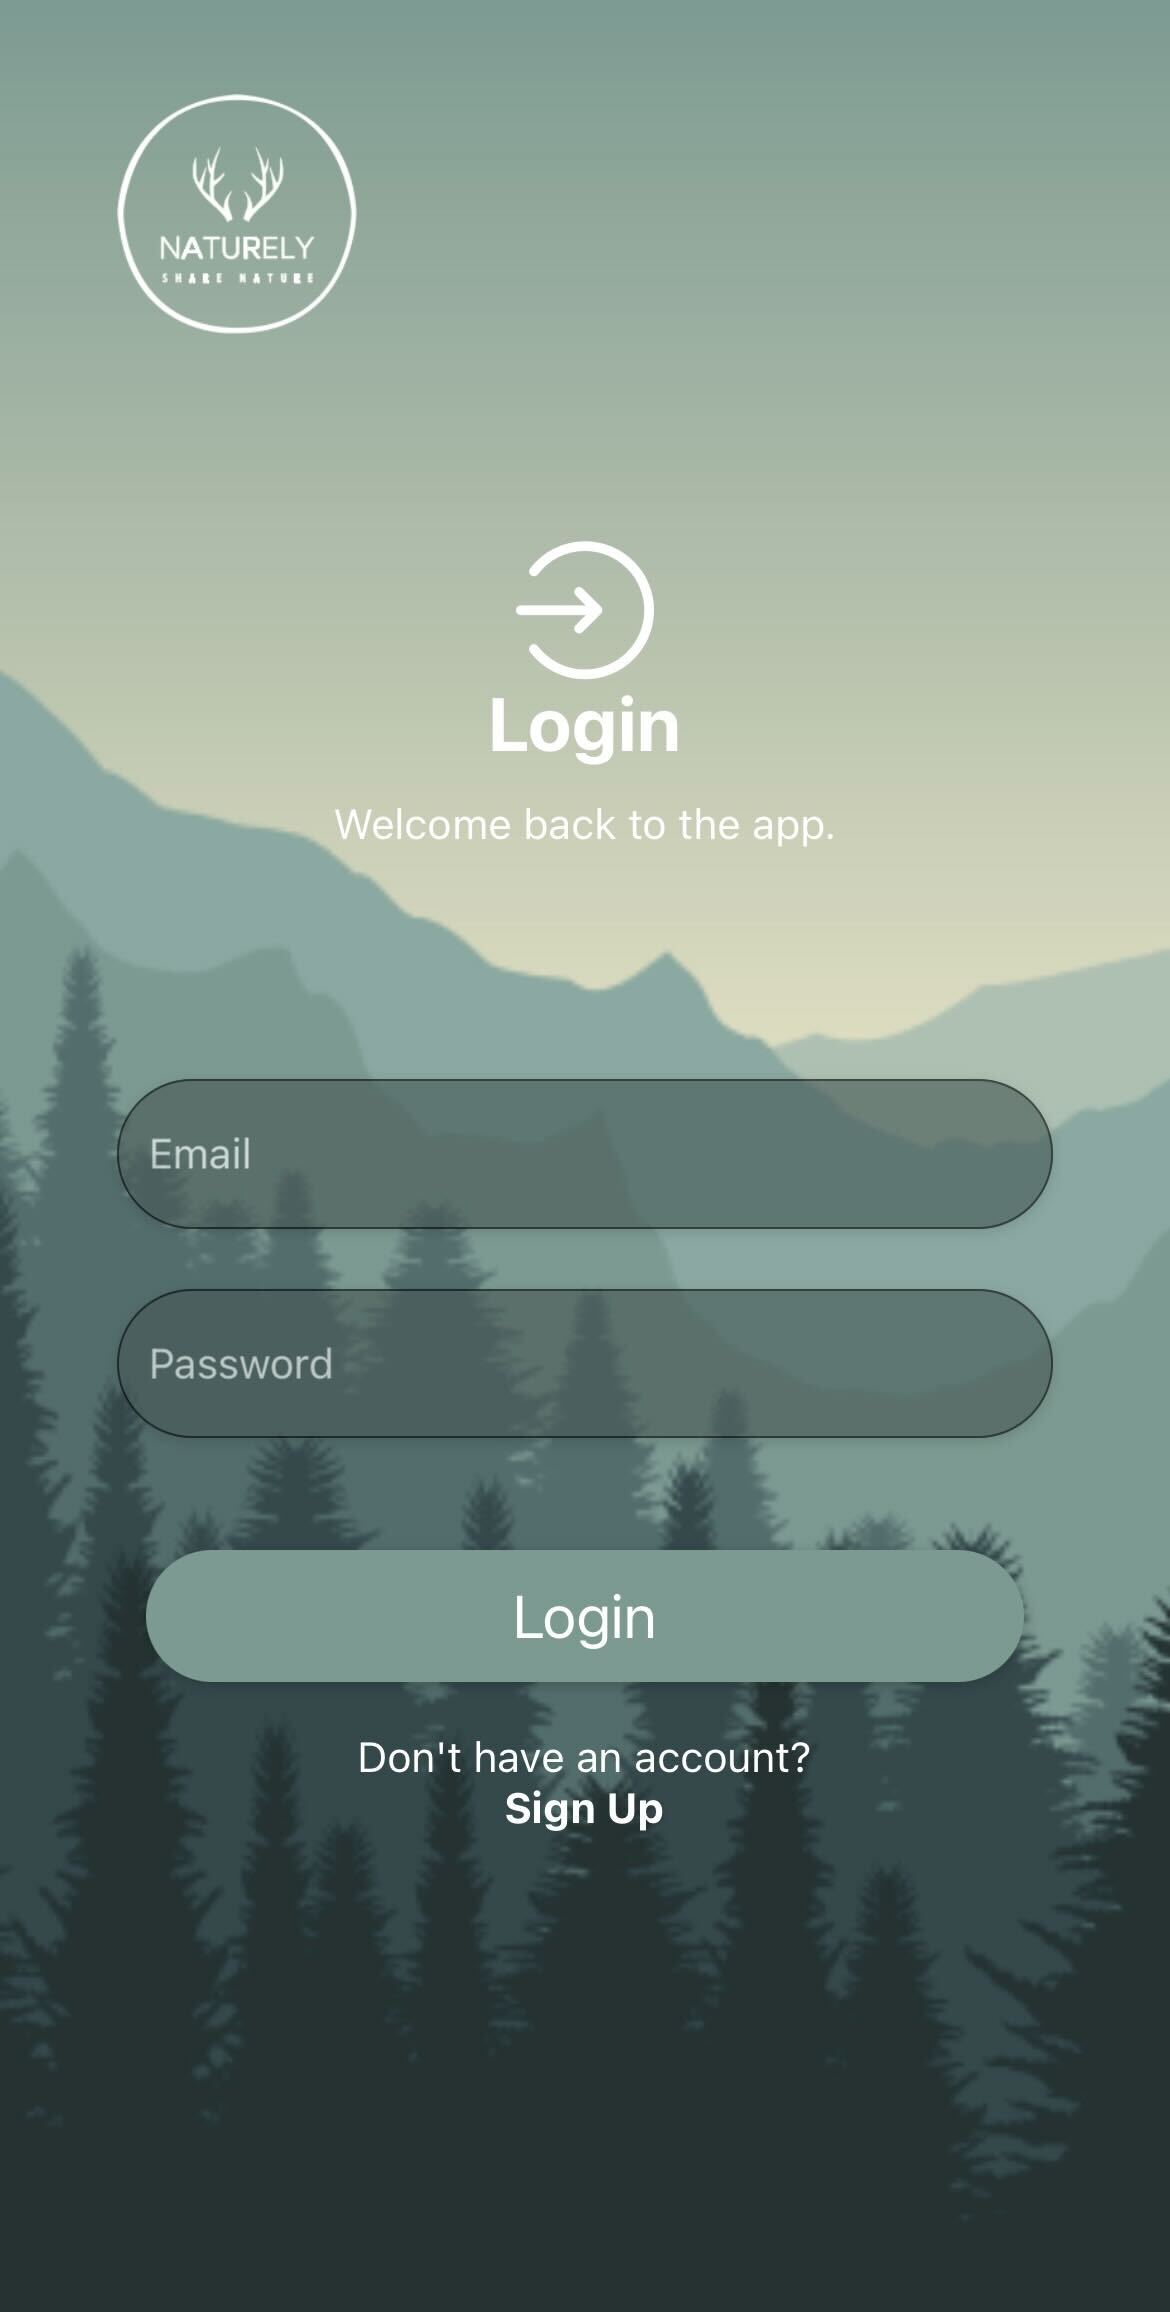 NATURELY
SHARE NATURE
Login
Welcome back to the app.
Email
Password
Login
Don't have an account?
Sign Up